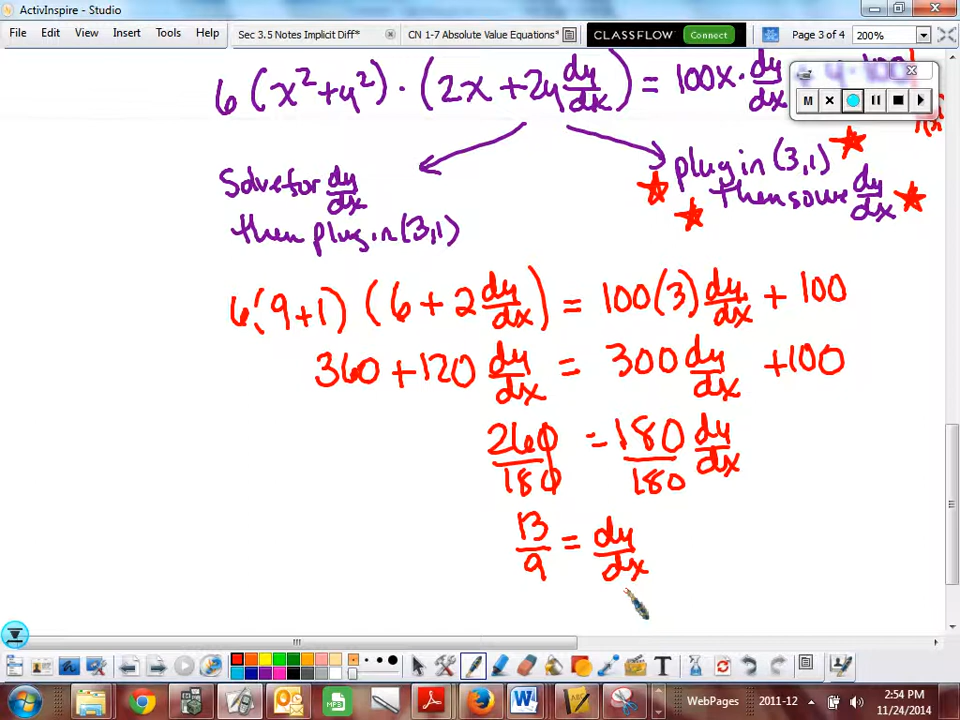 ActivInspire - Studio
File Edit View Insert Tools Help Sec 3.5 Notes Implicit Diff* CN 1-7 Absolute Value Equations* CLASSFLOW Connect Page 3 of 4 200%
6 (x²+y²) · (2x + 2y dy/dx) = 100x · dy/dx + y · 100
M
Solve for dy/dx
then plug in (3,1)
plug in (3,1)
then solve dy/dx
6(9+1) (6 + 2 dy/dx) = 100(3) dy/dx + 100
360 + 120 dy/dx = 300 dy/dx + 100
260/180 = 180/180 dy/dx
13/9 = dy/dx
WebPages 2011-12 2:54 PM
11/24/2014